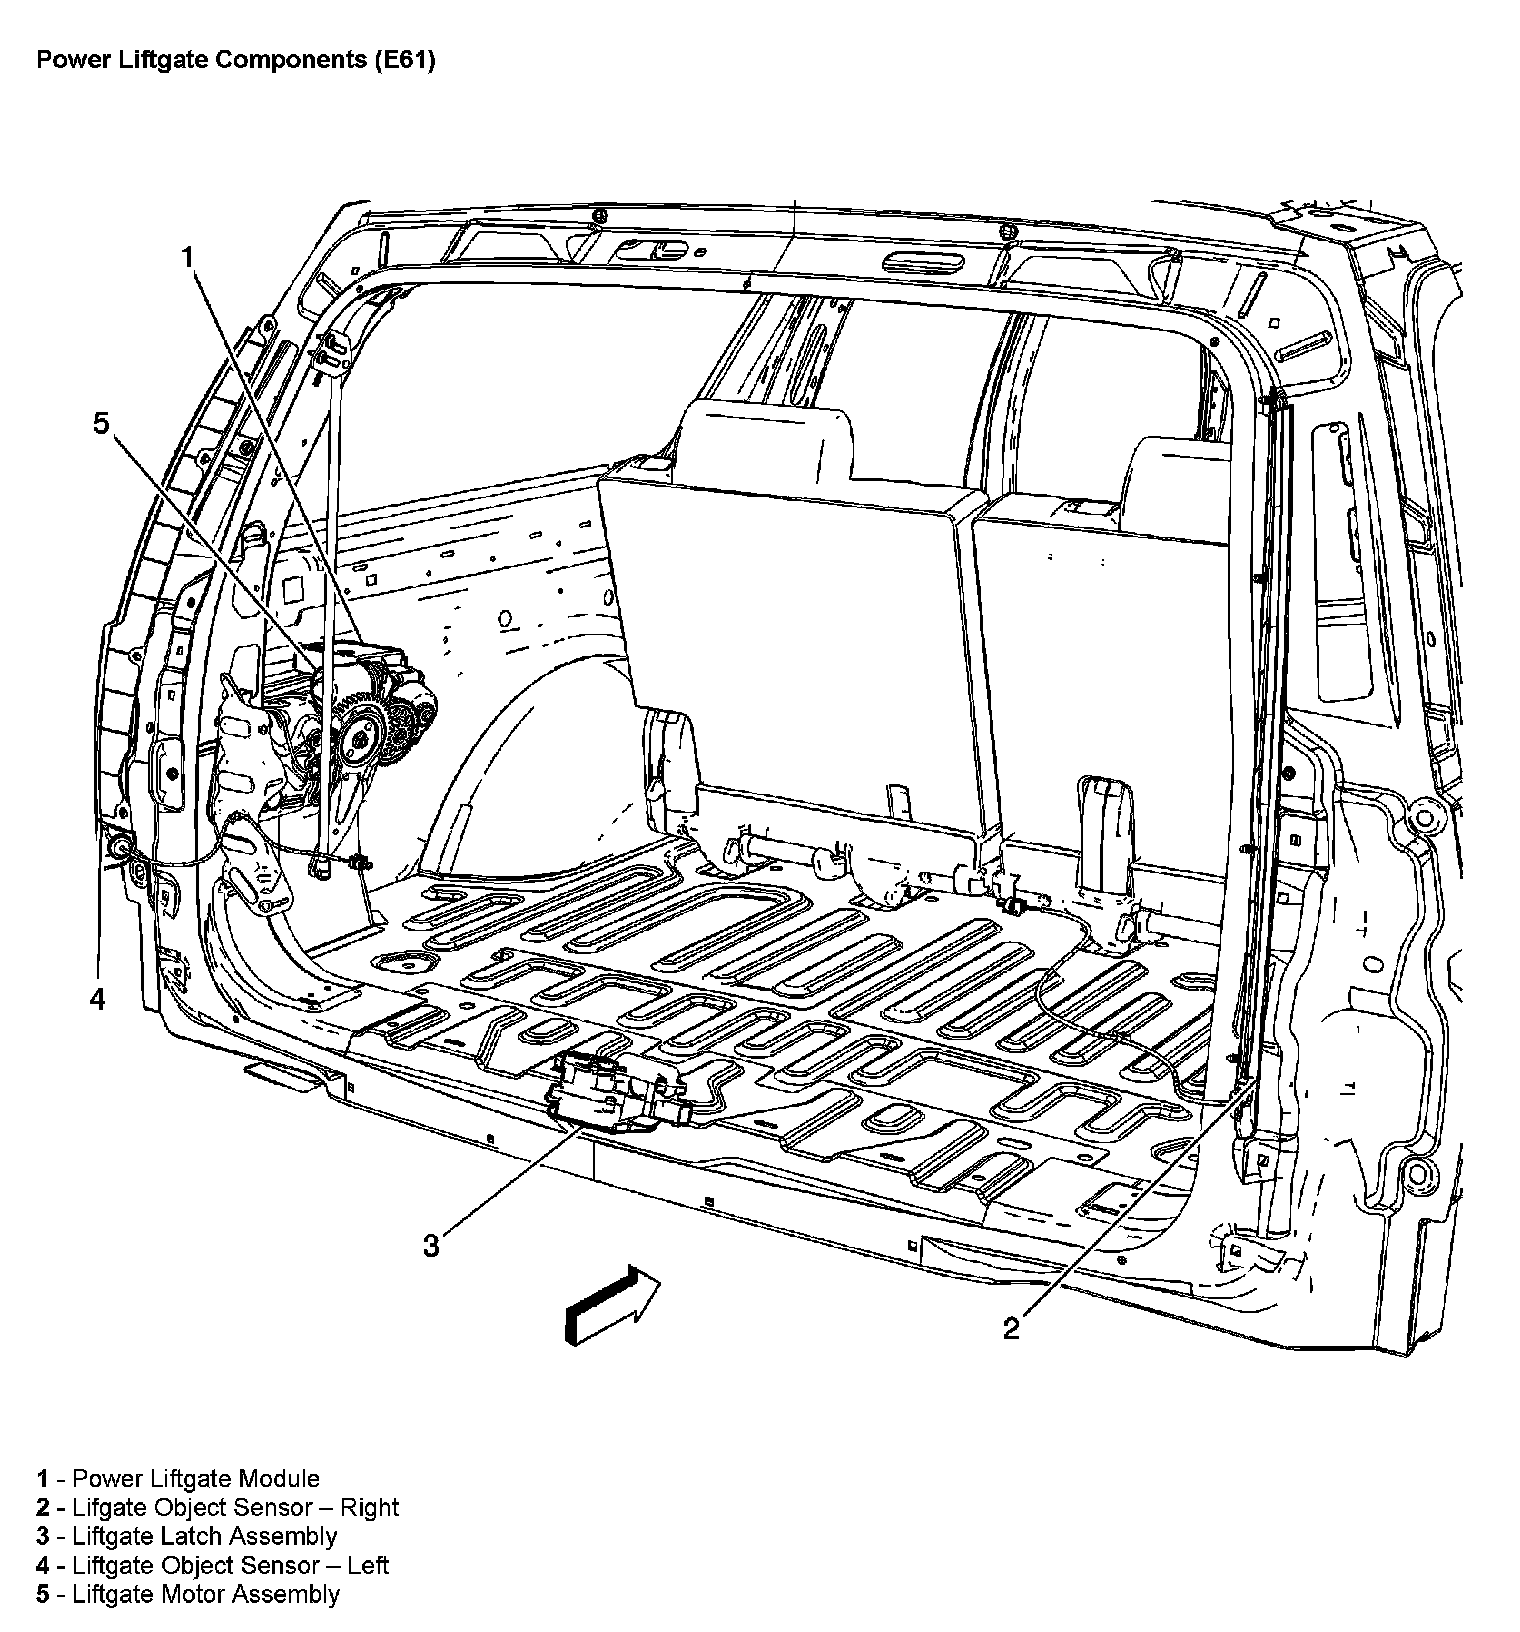 Power Liftgate Components (E61)
1
5
4
3
2
1 - Power Liftgate Module
2 - Lifgate Object Sensor – Right
3 - Liftgate Latch Assembly
4 - Liftgate Object Sensor – Left
5 - Liftgate Motor Assembly